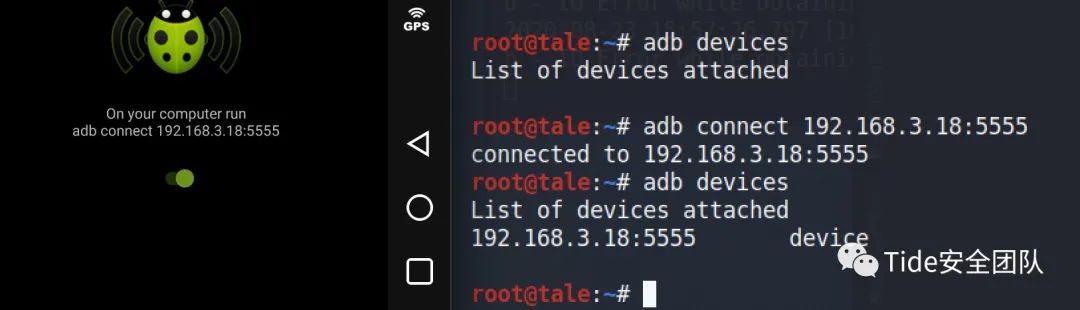 On your computer run
adb connect 192.168.3.18:5555
GPS
root@tale:~# adb devices
List of devices attached
root@tale:~# adb connect 192.168.3.18:5555
connected to 192.168.3.18:5555
root@tale:~# adb devices
List of devices attached
192.168.3.18:5555 device
root@tale:~#
Tide安全团队